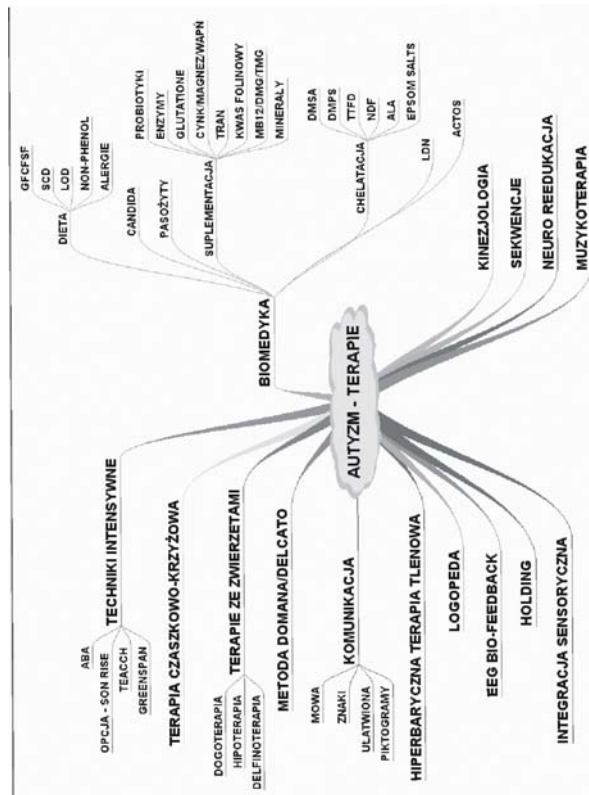 AUTYZM - TERAPIE
BIOMEDYKA
DIETA
GFCFSF
SCD
LOD
NON-PHENOL
ALERGIE
CANDIDA
PASOŻYTY
SUPLEMENTACJA
PROBIOTYKI
ENZYMY
GLUTATIONE
CYNK/MAGNEZ/WAPŃ
TRAN
KWAS FOLINOWY
MB12/DMG/TMG
MINERAŁY
CHELATACJA
DMSA
DMPS
TTFD
NDF
ALA
EPSOM SALTS
LDN
ACTOS
KINEZJOLOGIA
SEKWENCJE
NEURO REEDUKACJA
MUZYKOTERAPIA
TECHNIKI INTENSYWNE
ABA
OPCJA - SON RISE
TEACCH
GREENSPAN
TERAPIA CZASZKOWO-KRZYŻOWA
TERAPIE ZE ZWIERZETAMI
DOGOTERAPIA
HIPOTERAPIA
DELFINOTERAPIA
METODA DOMANA/DELCATO
KOMUNIKACJA
MOWA
ZNAKI
UŁATWIONA
PIKTOGRAMY
HIPERBARYCZNA TERAPIA TLENOWA
LOGOPEDA
EEG BIO-FEEDBACK
HOLDING
INTEGRACJA SENSORYCZNA